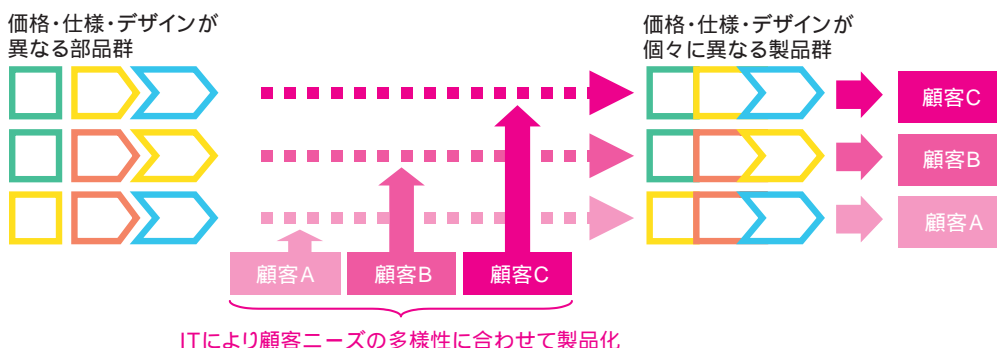 価格・仕様・デザインが
異なる部品群
価格・仕様・デザインが
個々に異なる製品群
顧客C
顧客B
顧客A
顧客A
顧客B
顧客C
ITにより顧客ニーズの多様性に合わせて製品化